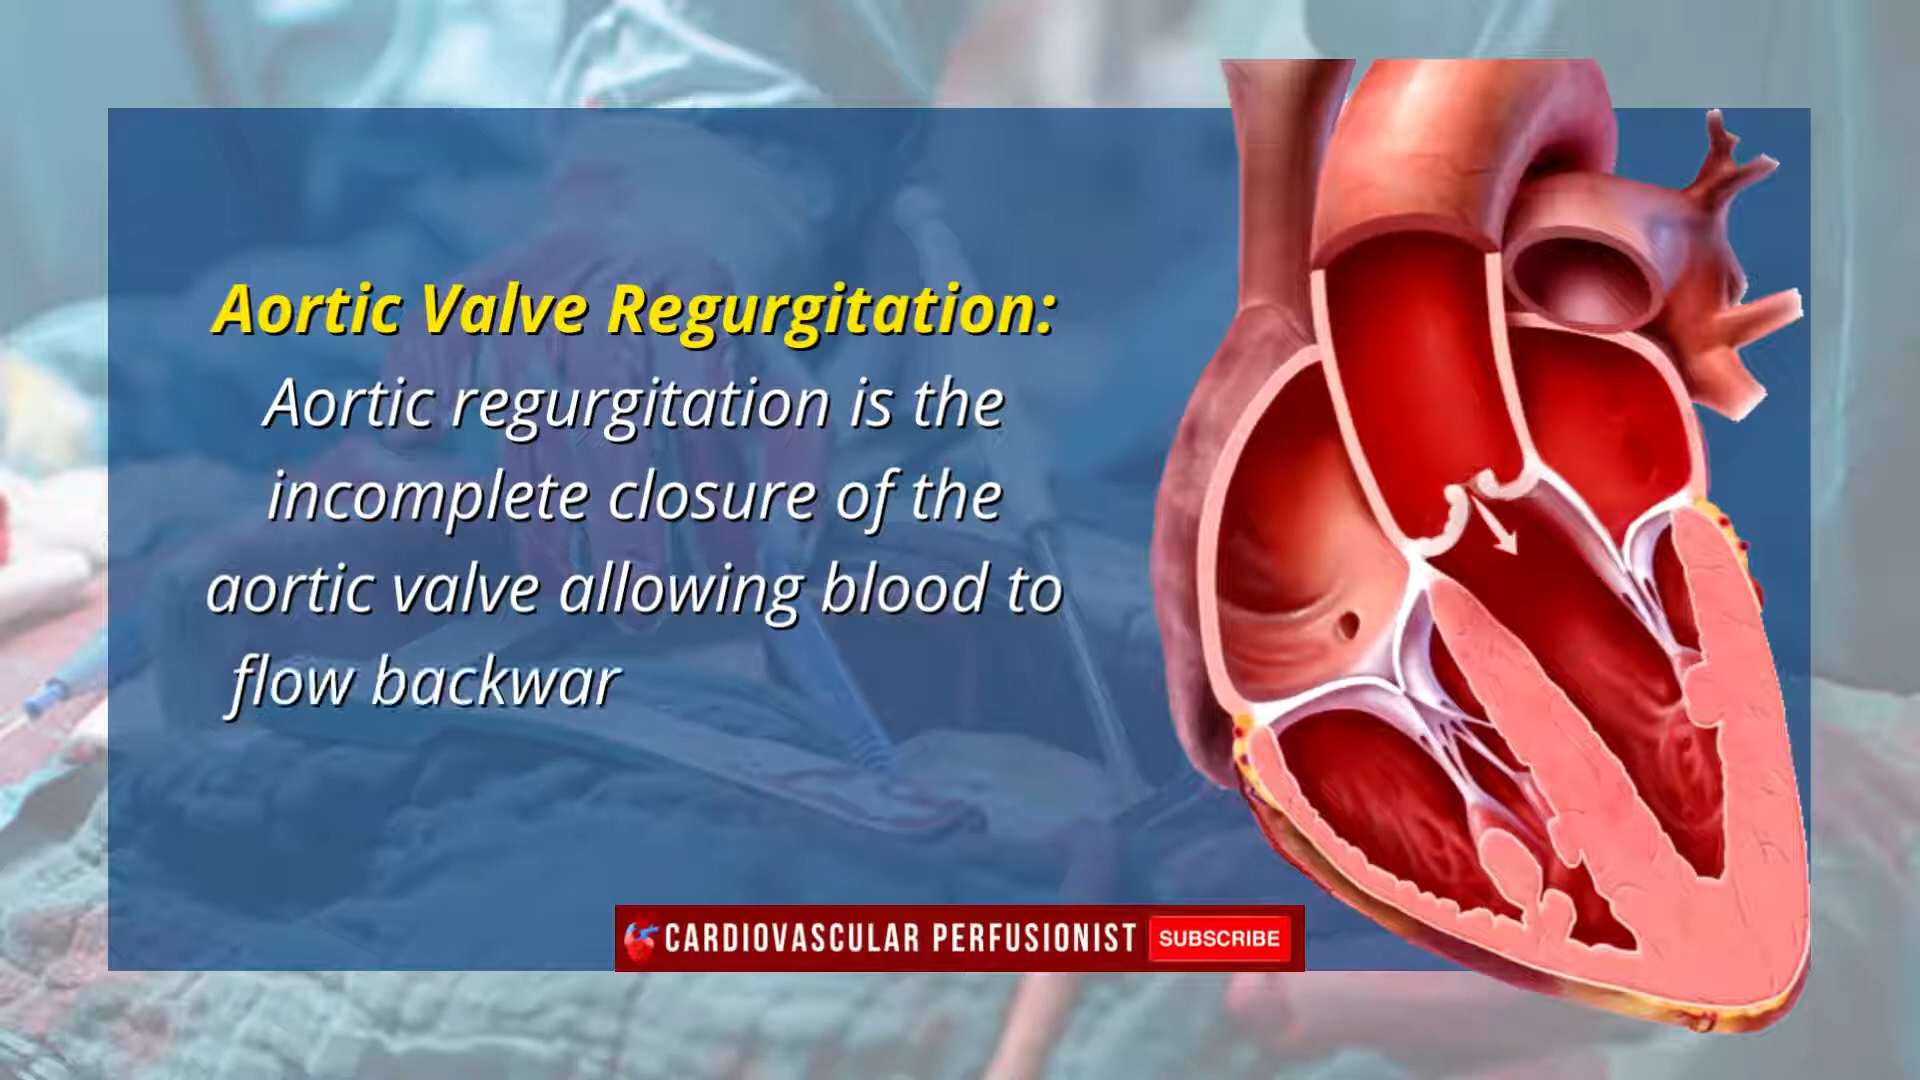 Aortic Valve Regurgitation:
Aortic regurgitation is the
incomplete closure of the
aortic valve allowing blood to
flow backwar
CARDIOVASCULAR PERFUSIONIST SUBSCRIBE